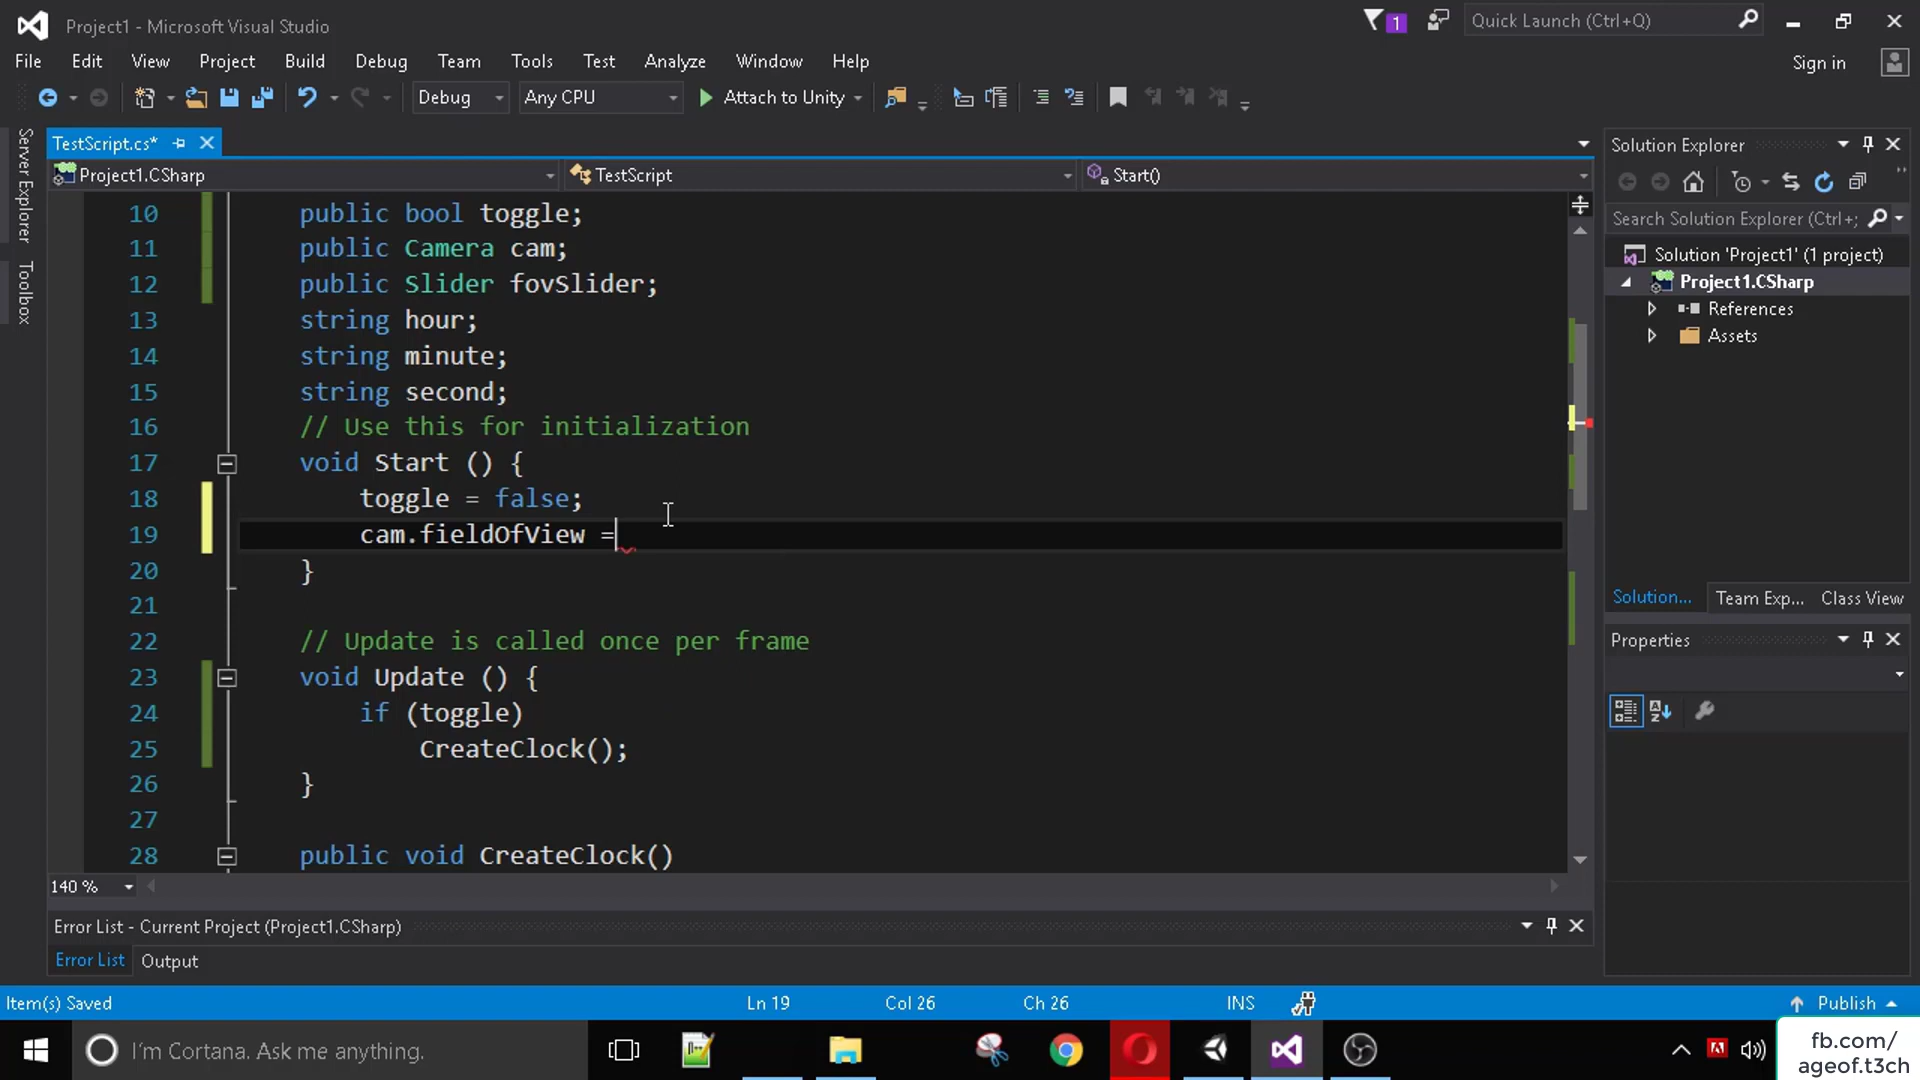 Project1 - Microsoft Visual Studio
1
Quick Launch (Ctrl+Q)
File Edit View Project Build Debug Team Tools Test Analyze Window Help
Sign in
Debug Any CPU Attach to Unity
Server Explorer
Toolbox
TestScript.cs*
Project1.CSharp TestScript Start()
10 public bool toggle;
11 public Camera cam;
12 public Slider fovSlider;
13 string hour;
14 string minute;
15 string second;
16 // Use this for initialization
17 void Start () {
18 toggle = false;
19 cam.fieldOfView =
20 }
21
22 // Update is called once per frame
23 void Update () {
24 if (toggle)
25 CreateClock();
26 }
27
28 public void CreateClock()
140 %
Error List - Current Project (Project1.CSharp)
Error List Output
Solution Explorer
Search Solution Explorer (Ctrl+;
Solution 'Project1' (1 project)
Project1.CSharp
References
Assets
Solution... Team Exp... Class View
Properties
Item(s) Saved Ln 19 Col 26 Ch 26 INS Publish
I'm Cortana. Ask me anything.
fb.com/
ageof.t3ch